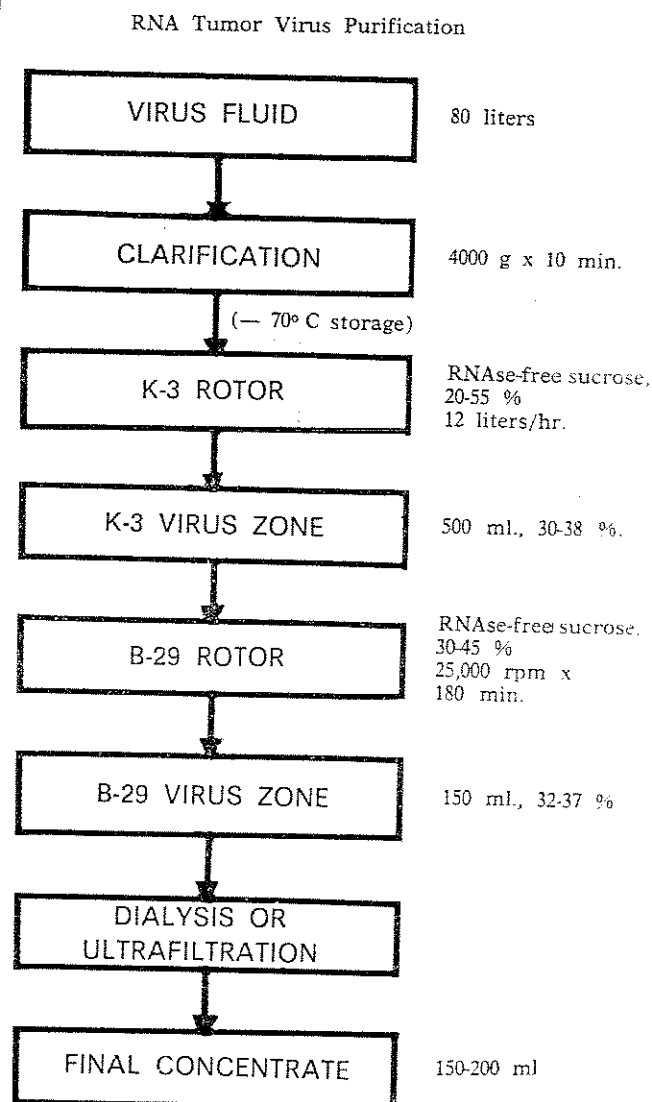 RNA Tumor Virus Purification
VIRUS FLUID
80 liters
CLARIFICATION
4000 g x 10 min.
(— 70° C storage)
K-3 ROTOR
RNAse-free sucrose,
20-55 %
12 liters/hr.
K-3 VIRUS ZONE
500 ml., 30-38 %.
B-29 ROTOR
RNAse-free sucrose.
30-45 %
25,000 rpm x
180 min.
B-29 VIRUS ZONE
150 ml., 32-37 %
DIALYSIS OR
ULTRAFILTRATION
FINAL CONCENTRATE
150-200 ml